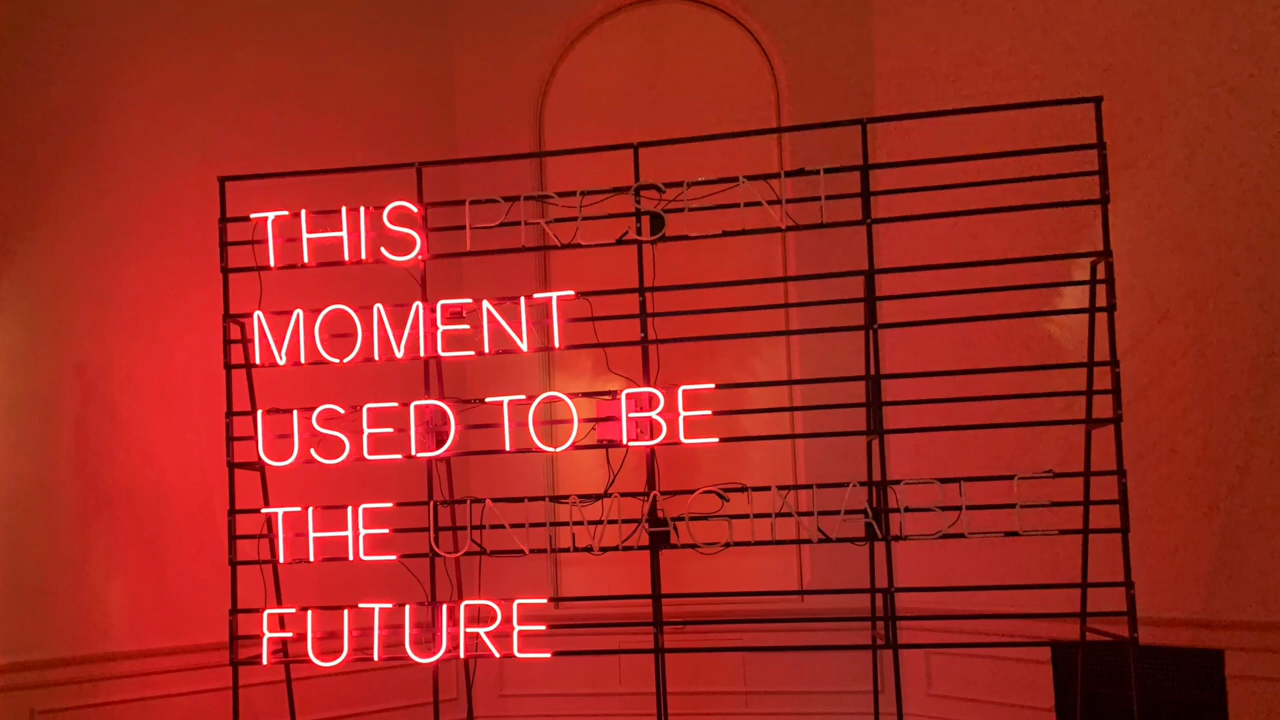 THIS PRESENT
MOMENT
USED TO BE
THE UNIMAGINABLE
FUTURE